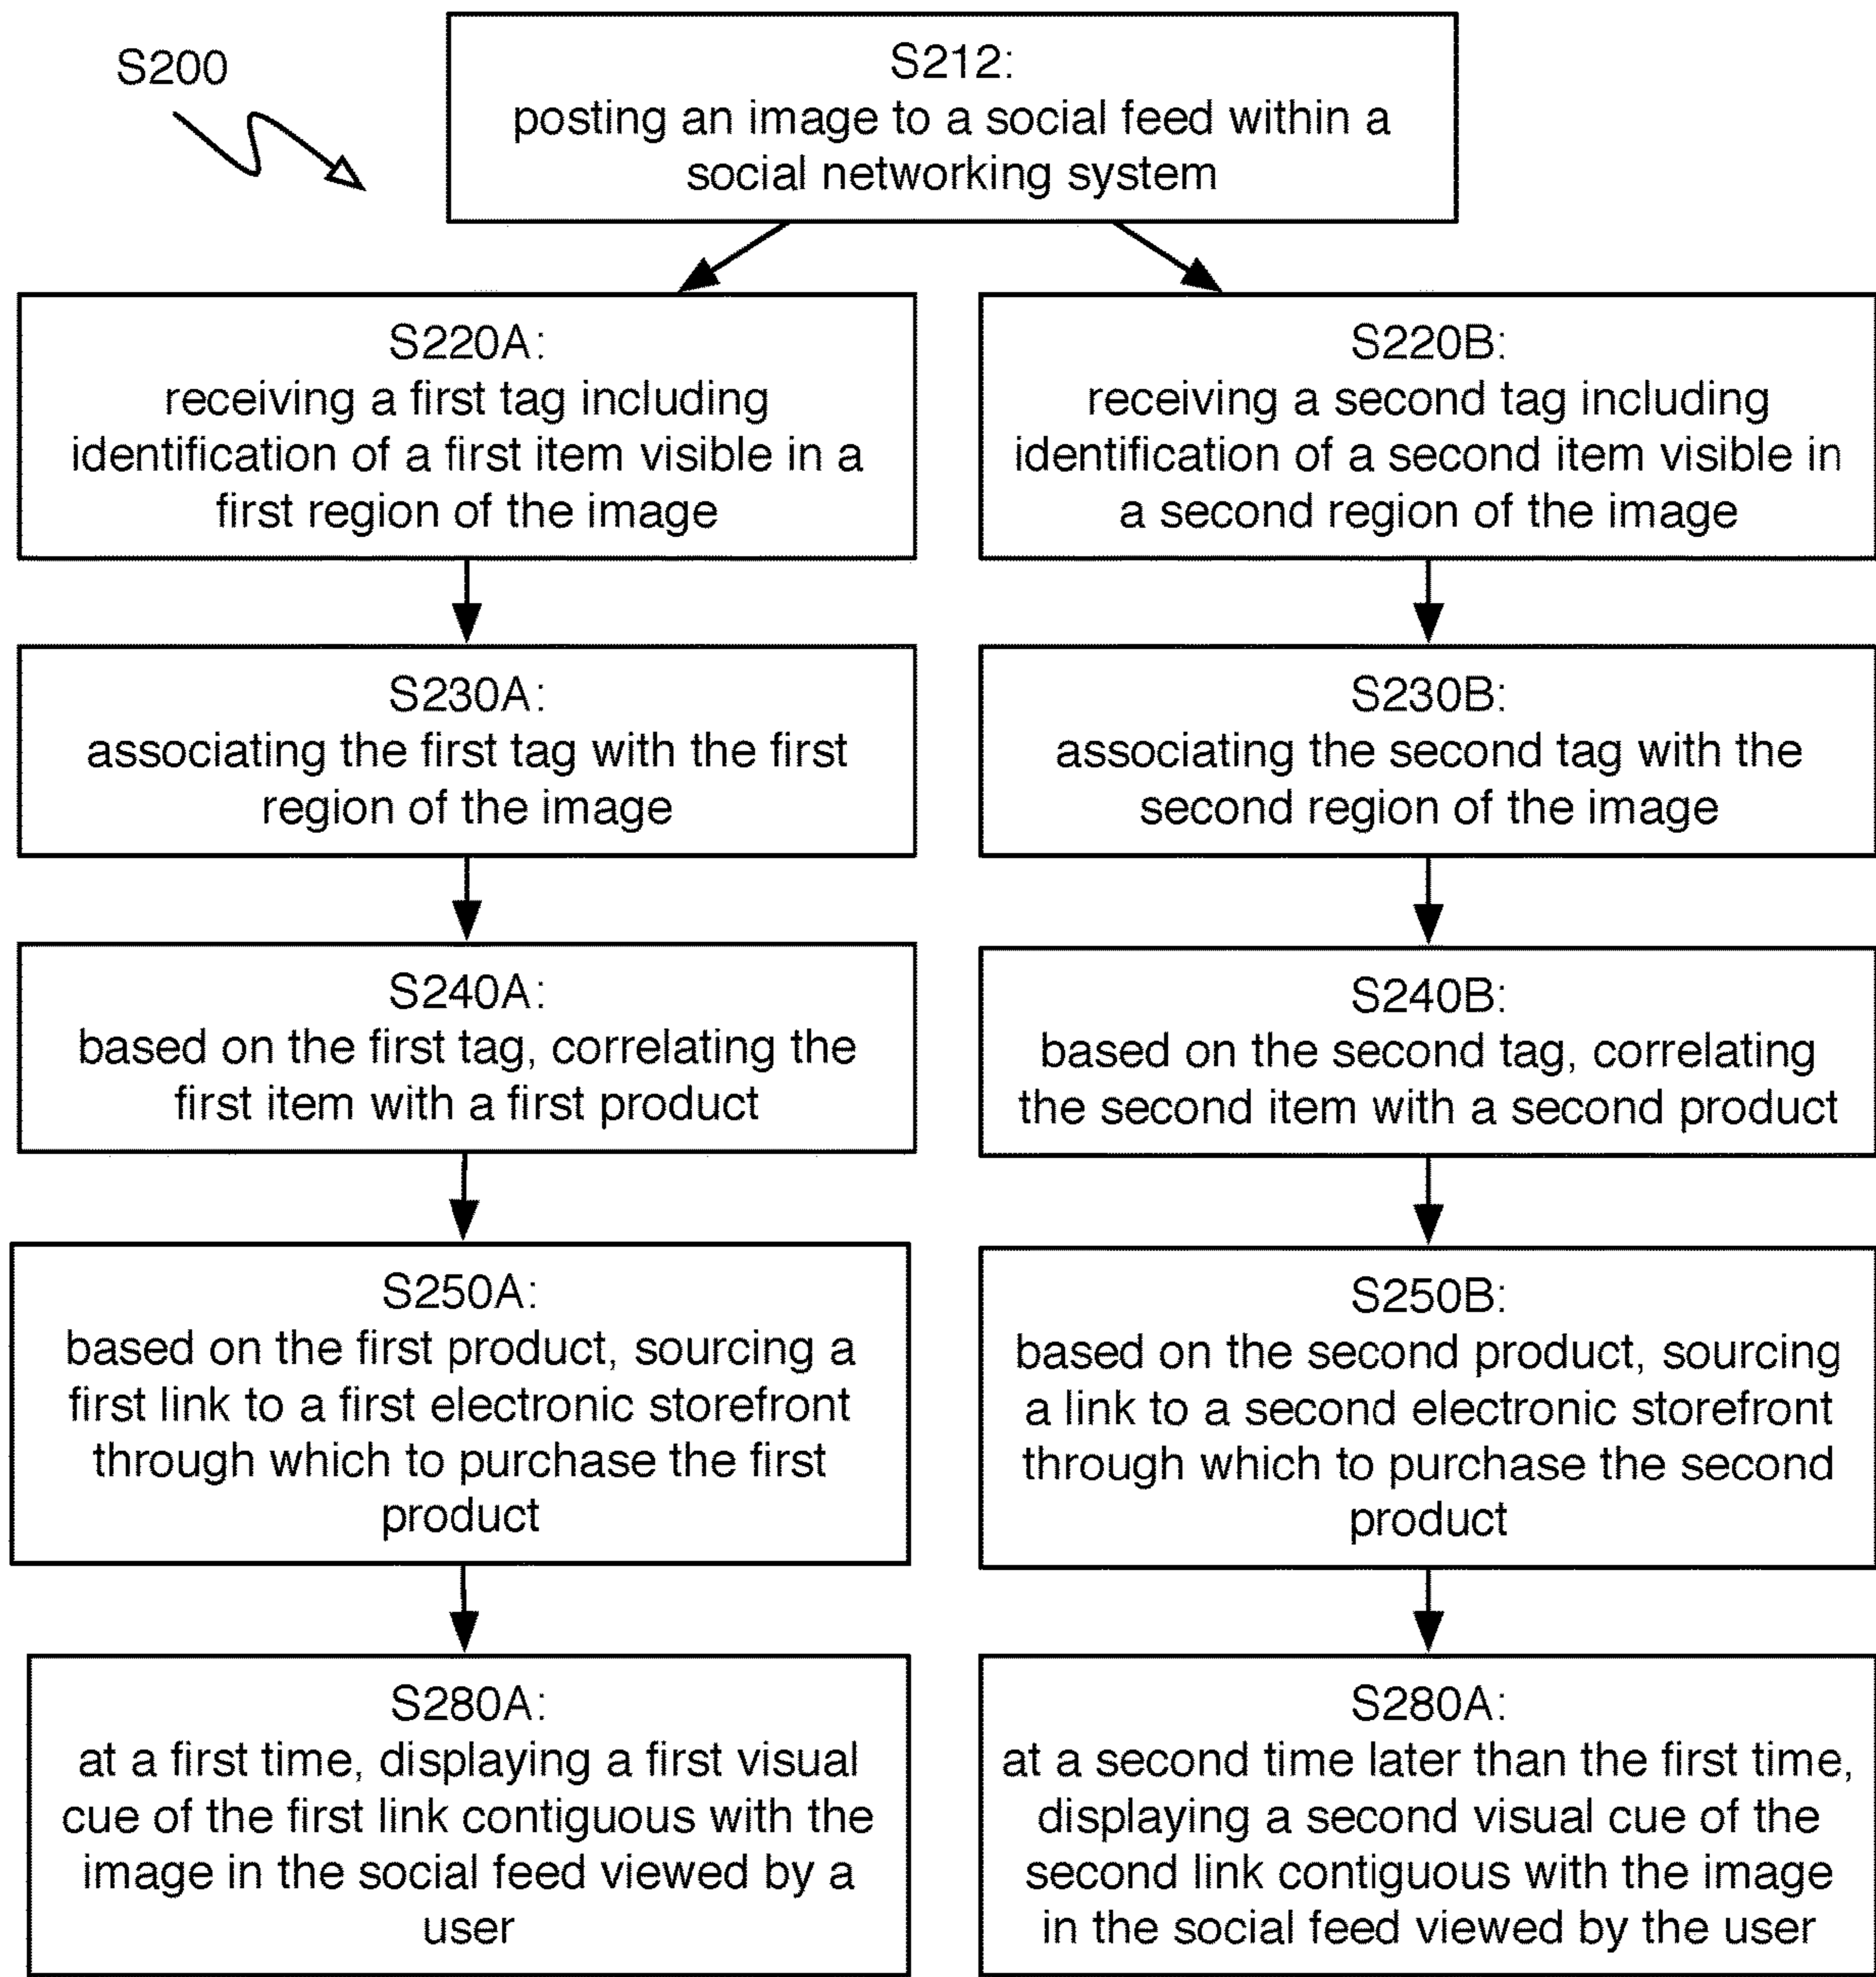 S200
S212:
posting an image to a social feed within a
social networking system
S220A:
receiving a first tag including
identification of a first item visible in a
first region of the image
S220B:
receiving a second tag including
identification of a second item visible in
a second region of the image
S230A:
associating the first tag with the first
region of the image
S230B:
associating the second tag with the
second region of the image
S240A:
based on the first tag, correlating the
first item with a first product
S240B:
based on the second tag, correlating
the second item with a second product
S250A:
based on the first product, sourcing a
first link to a first electronic storefront
through which to purchase the first
product
S250B:
based on the second product, sourcing
a link to a second electronic storefront
through which to purchase the second
product
S280A:
at a first time, displaying a first visual
cue of the first link contiguous with the
image in the social feed viewed by a
user
S280A:
at a second time later than the first time,
displaying a second visual cue of the
second link contiguous with the image
in the social feed viewed by the user